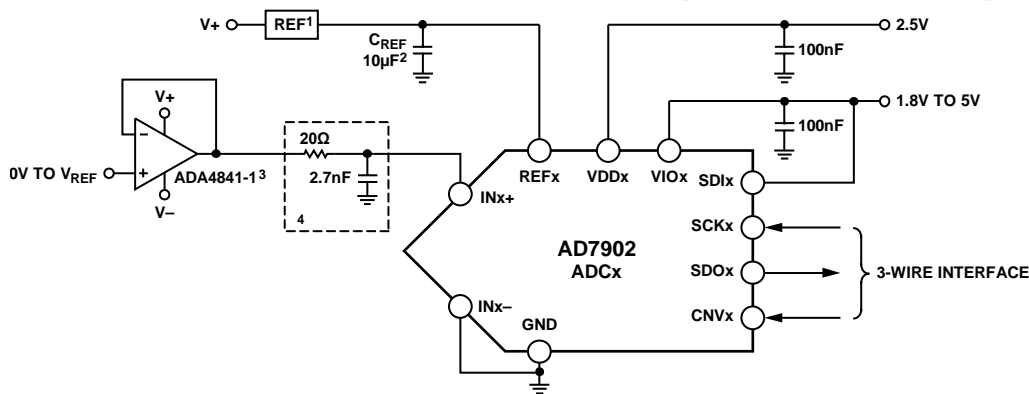 V+
REF1
CREF
10µF2
100nF
2.5V
100nF
1.8V TO 5V
V+
–
+
0V TO VREF
ADA4841-13
V–
20Ω
2.7nF
4
REFx
VDDx
VIOx
SDIx
INx+
SCKx
AD7902
ADCx
SDOx
3-WIRE INTERFACE
INx–
GND
CNVx